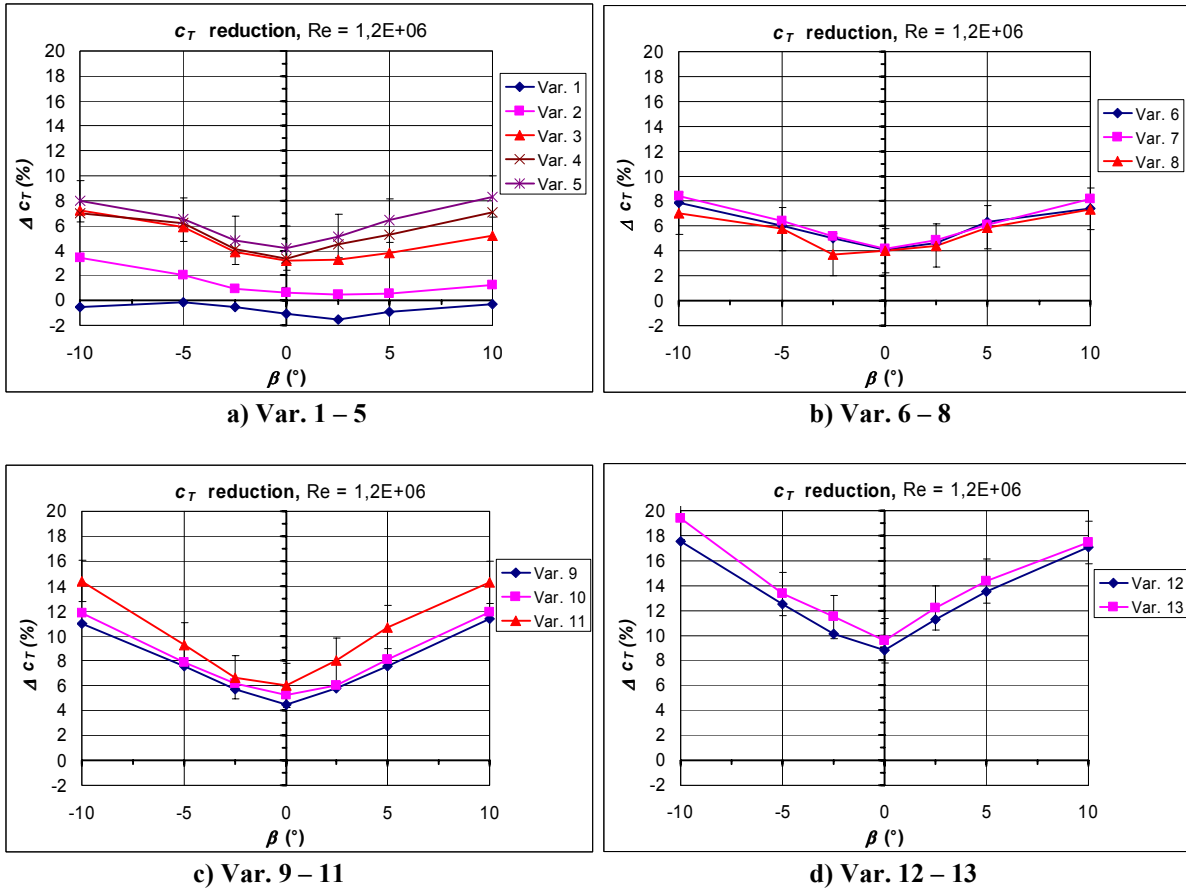 c_T reduction, Re = 1,2E+06
20
18
16
14
12
10
8
6
4
2
0
-2
Δ c_T (%)
-10 -5 0 5 10
β (°)
Var. 1
Var. 2
Var. 3
Var. 4
Var. 5
a) Var. 1 – 5
c_T reduction, Re = 1,2E+06
20
18
16
14
12
10
8
6
4
2
0
-2
Δ c_T (%)
-10 -5 0 5 10
β (°)
Var. 6
Var. 7
Var. 8
b) Var. 6 – 8
c_T reduction, Re = 1,2E+06
20
18
16
14
12
10
8
6
4
2
0
-2
Δ c_T (%)
-10 -5 0 5 10
β (°)
Var. 9
Var. 10
Var. 11
c) Var. 9 – 11
c_T reduction, Re = 1,2E+06
20
18
16
14
12
10
8
6
4
2
0
-2
Δ c_T (%)
-10 -5 0 5 10
β (°)
Var. 12
Var. 13
d) Var. 12 – 13